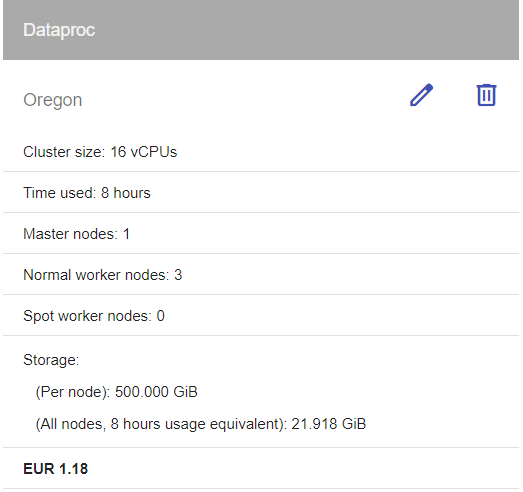 Dataproc
Oregon
Cluster size: 16 vCPUs
Time used: 8 hours
Master nodes: 1
Normal worker nodes: 3
Spot worker nodes: 0
Storage:
(Per node): 500.000 GiB
(All nodes, 8 hours usage equivalent): 21.918 GiB
EUR 1.18